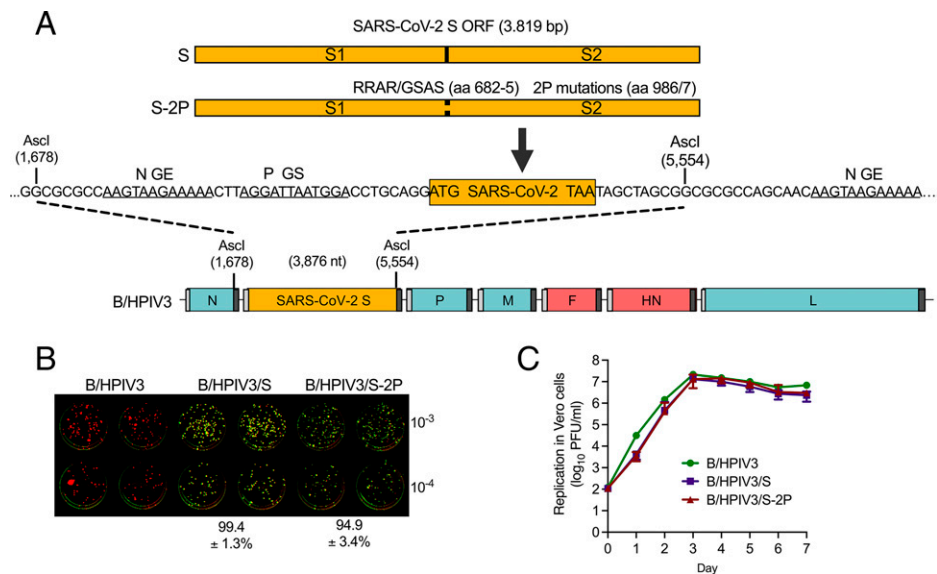 A
SARS-CoV-2 S ORF (3.819 bp)
S
S1
S2
RRAR/GSAS (aa 682-5) 2P mutations (aa 986/7)
S-2P
S1
S2
AscI
(1,678)
N GE
P GS
AscI
(5,554)
N GE
...GGCGCGCCAAGTAAGAAAAACTTAGGATTAATGGACCTGCAGGATG SARS-CoV-2 TAATAGCTAGCGGCGCGCCAGCAACAAGTAAGAAAAA...
AscI
(1,678)
(3,876 nt)
AscI
(5,554)
B/HPIV3
N
SARS-CoV-2 S
P
M
F
HN
L
B
B/HPIV3
B/HPIV3/S
B/HPIV3/S-2P
10-3
10-4
99.4
± 1.3%
94.9
± 3.4%
C
Replication in Vero cells
(log10 PFU/ml)
8
7
6
5
4
3
2
1
0
B/HPIV3
B/HPIV3/S
B/HPIV3/S-2P
0 1 2 3 4 5 6 7
Day